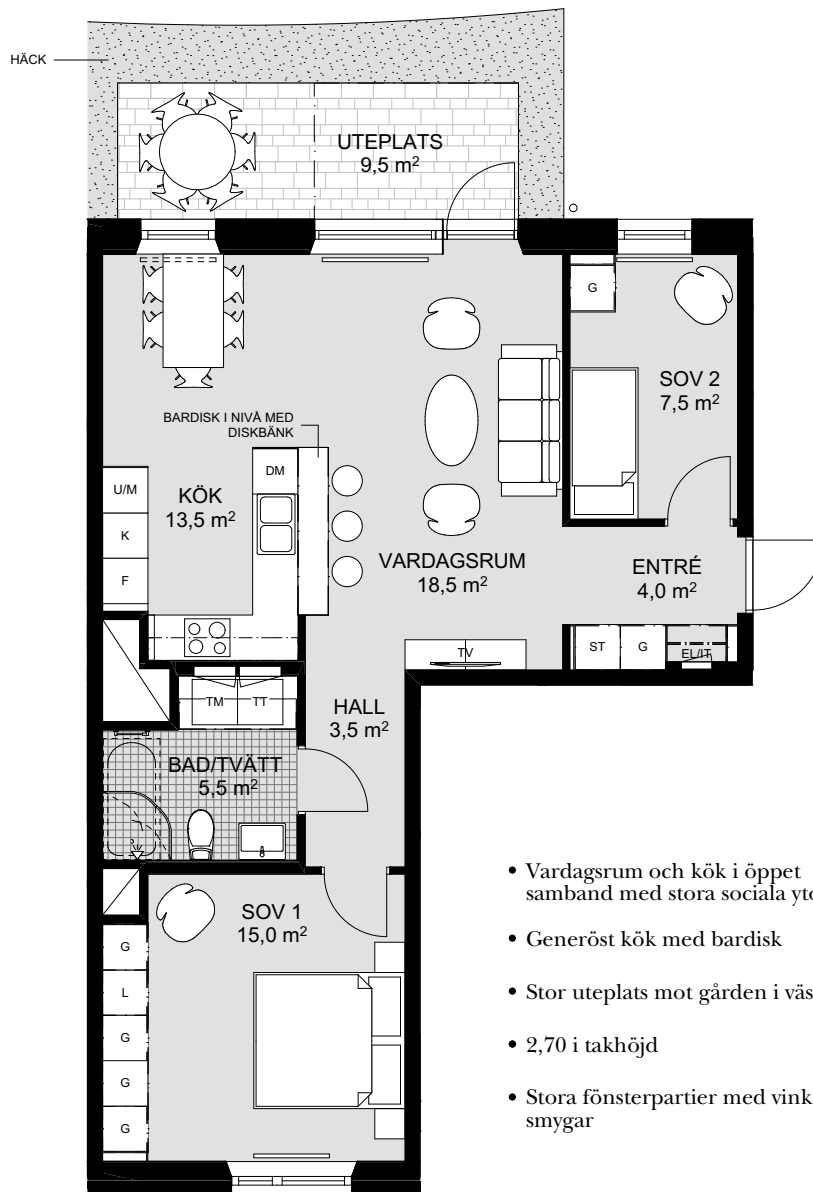 HÄCK
UTEPLATS
9,5 m²
G
SOV 2
7,5 m²
BARDISK I NIVÅ MED
DISKBÄNK
DM
U/M
KÖK
13,5 m²
K
F
VARDAGSRUM
18,5 m²
ENTRÉ
4,0 m²
ST
G
EL/IT
TV
TM
TT
HALL
3,5 m²
BAD/TVÄTT
5,5 m²
SOV 1
15,0 m²
G
L
G
G
G
• Vardagsrum och kök i öppet
samband med stora sociala
• Generöst kök med bardisk
• Stor uteplats mot gården i
• 2,70 i takhöjd
• Stora fönsterpartier med
smygar